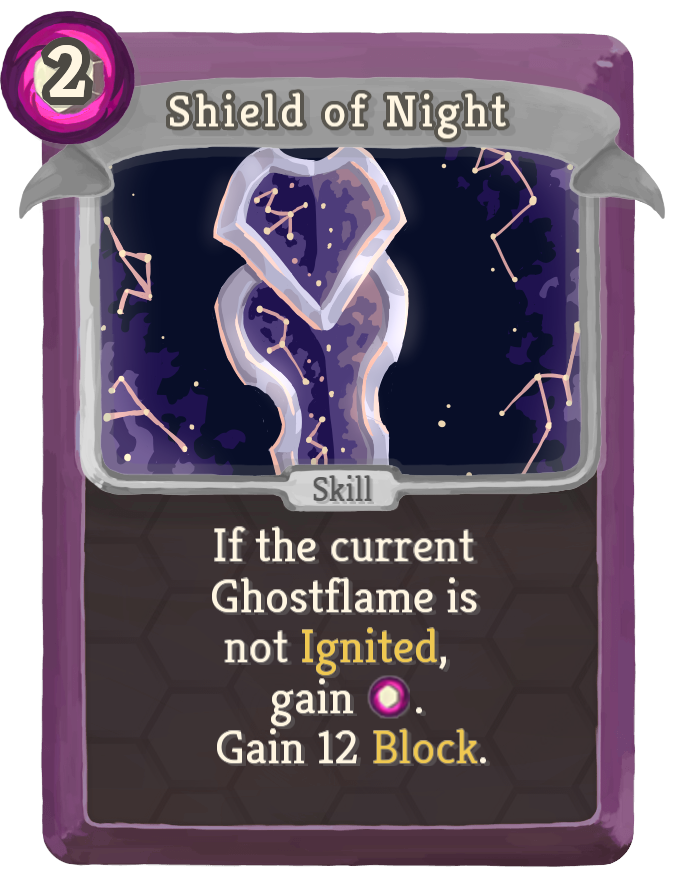 2
Shield of Night
Skill
If the current
Ghostflame is
not Ignited,
gain .
Gain 12 Block.